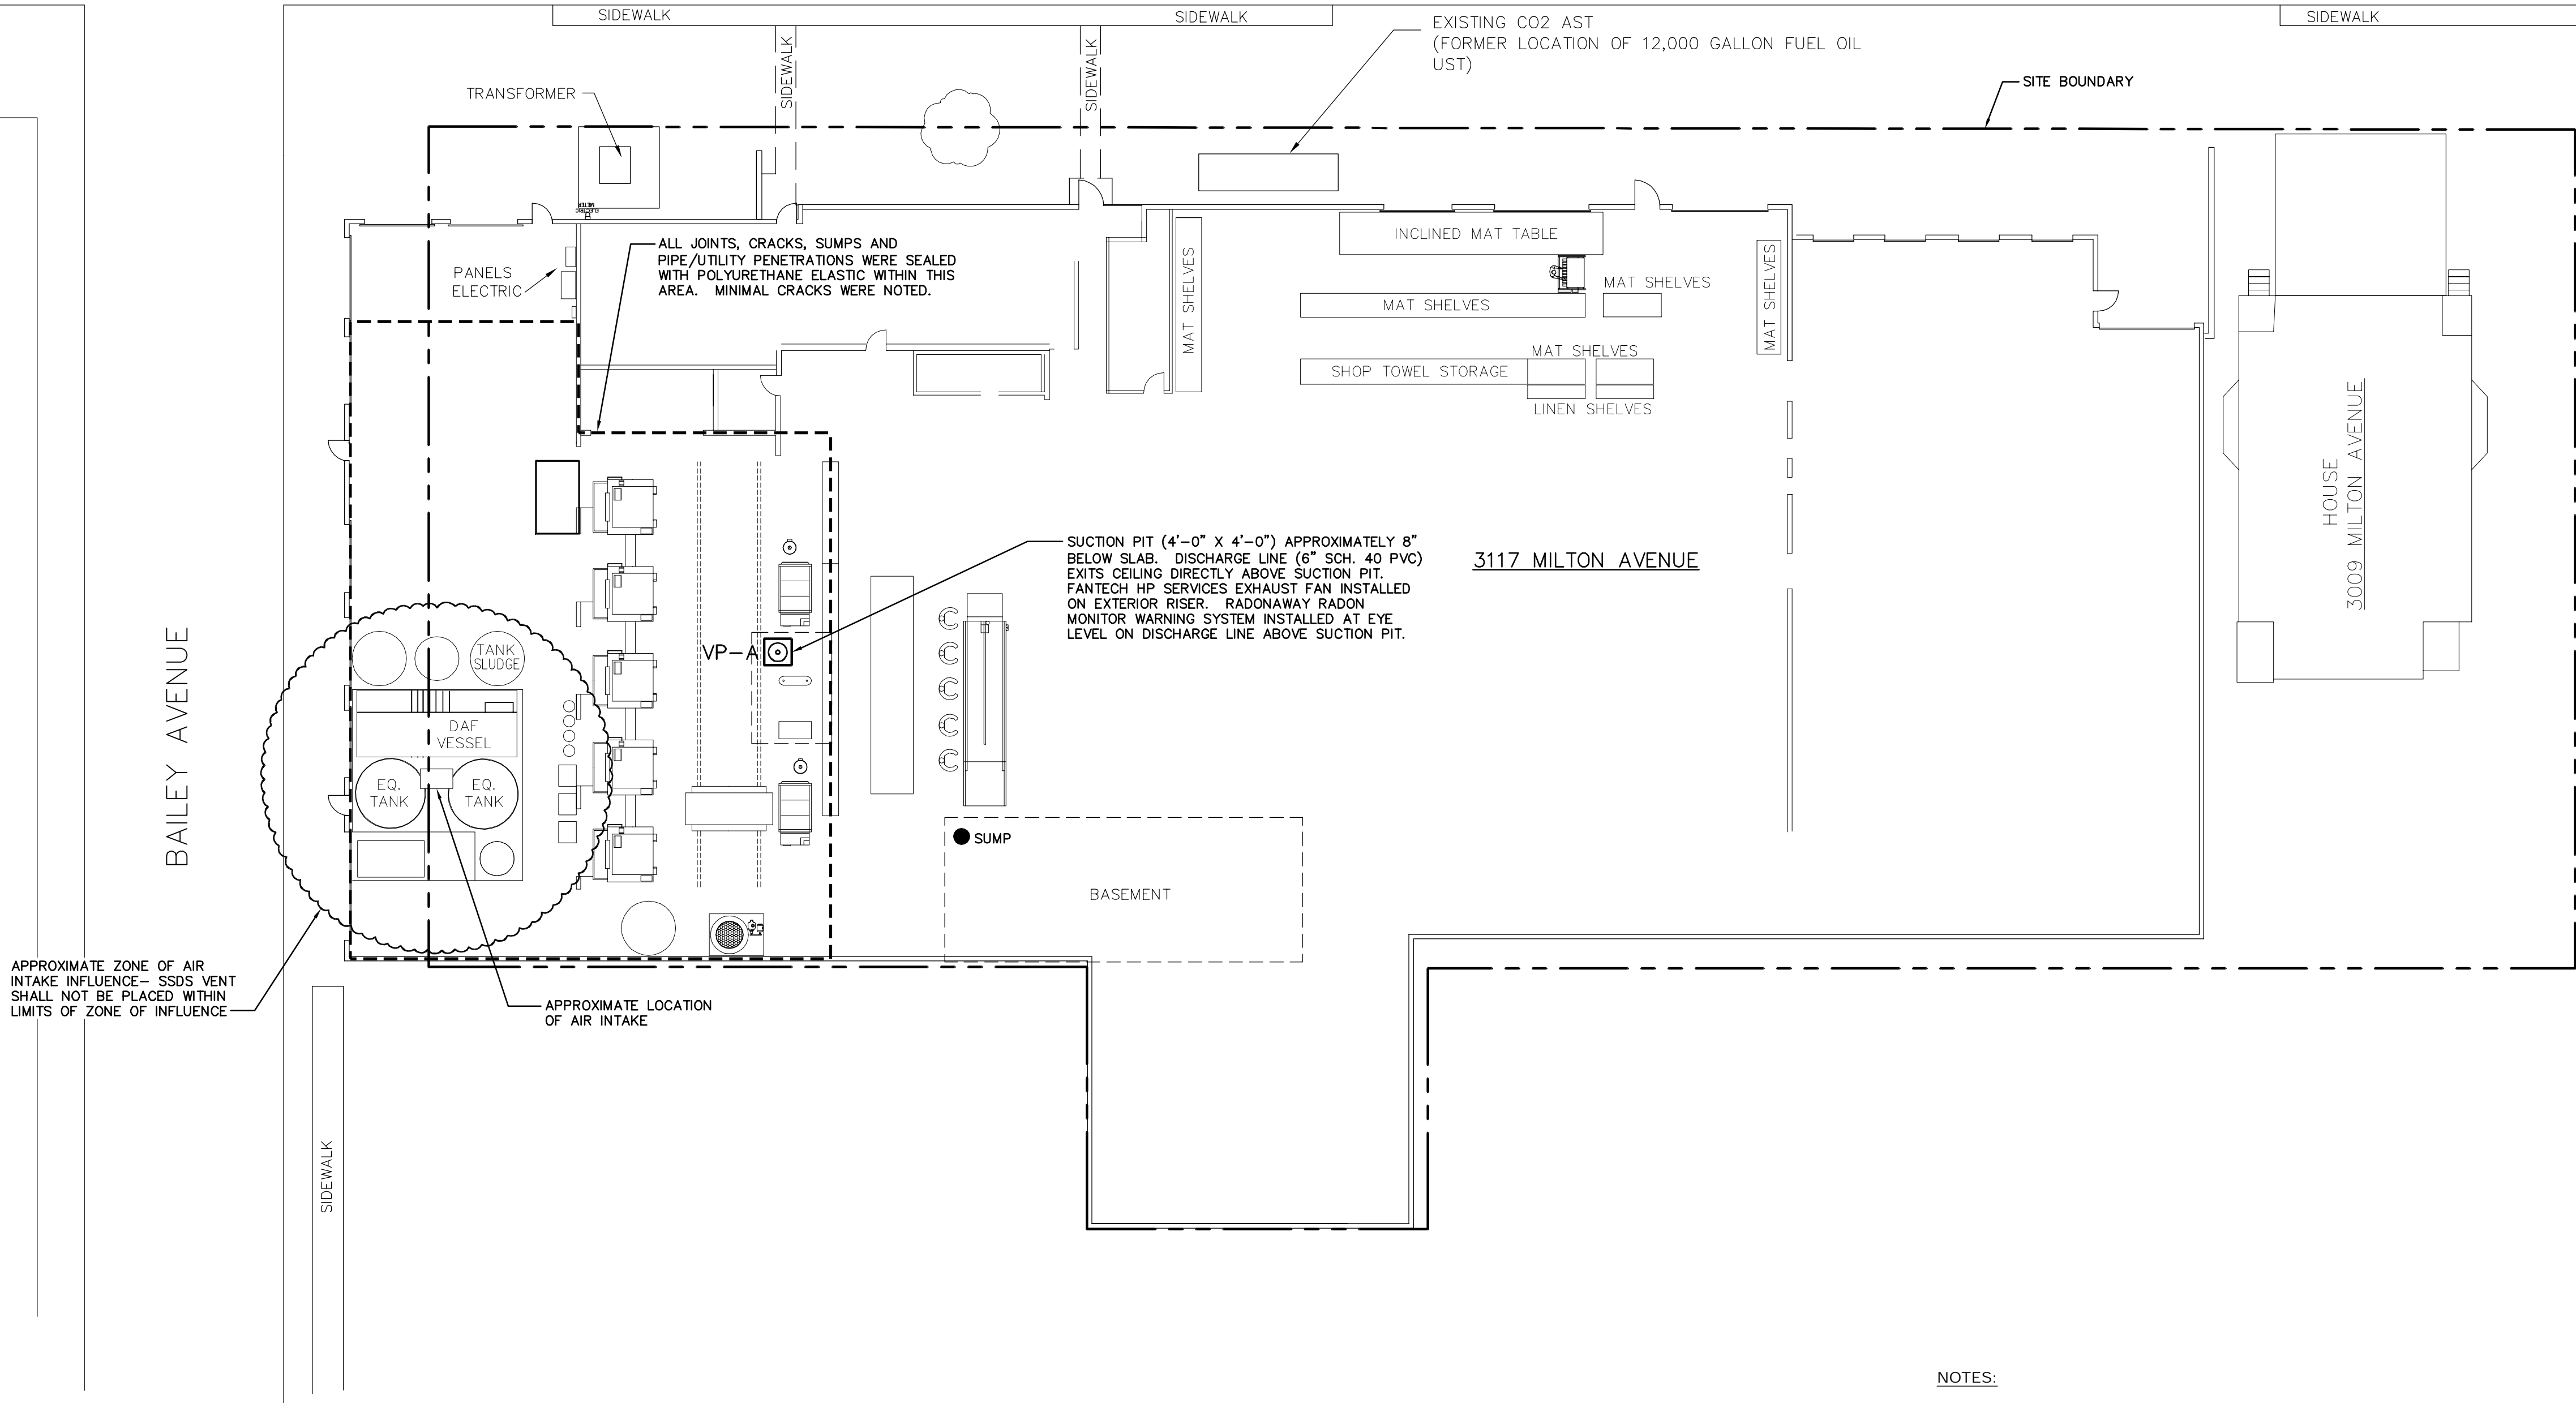 SIDEWALK
SIDEWALK
SIDEWALK
EXISTING CO2 AST
(FORMER LOCATION OF 12,000 GALLON FUEL OIL
UST)
SIDEWALK
SIDEWALK
SITE BOUNDARY
TRANSFORMER
ELECTRIC
METER
ALL JOINTS, CRACKS, SUMPS AND
PIPE/UTILITY PENETRATIONS WERE SEALED
WITH POLYURETHANE ELASTIC WITHIN THIS
AREA. MINIMAL CRACKS WERE NOTED.
PANELS
ELECTRIC
MAT SHELVES
INCLINED MAT TABLE
MAT SHELVES
MAT SHELVES
MAT SHELVES
MAT SHELVES
SHOP TOWEL STORAGE
LINEN SHELVES
HOUSE
3009 MILTON AVENUE
SUCTION PIT (4'-0" X 4'-0") APPROXIMATELY 8"
BELOW SLAB. DISCHARGE LINE (6" SCH. 40 PVC)
EXITS CEILING DIRECTLY ABOVE SUCTION PIT.
FANTECH HP SERVICES EXHAUST FAN INSTALLED
ON EXTERIOR RISER. RADONAWAY RADON
MONITOR WARNING SYSTEM INSTALLED AT EYE
LEVEL ON DISCHARGE LINE ABOVE SUCTION PIT.
3117 MILTON AVENUE
VP-A
BAILEY AVENUE
TANK
SLUDGE
DAF
VESSEL
EQ.
TANK
EQ.
TANK
SUMP
BASEMENT
APPROXIMATE ZONE OF AIR
INTAKE INFLUENCE- SSDS VENT
SHALL NOT BE PLACED WITHIN
LIMITS OF ZONE OF INFLUENCE
APPROXIMATE LOCATION
OF AIR INTAKE
SIDEWALK
NOTES: